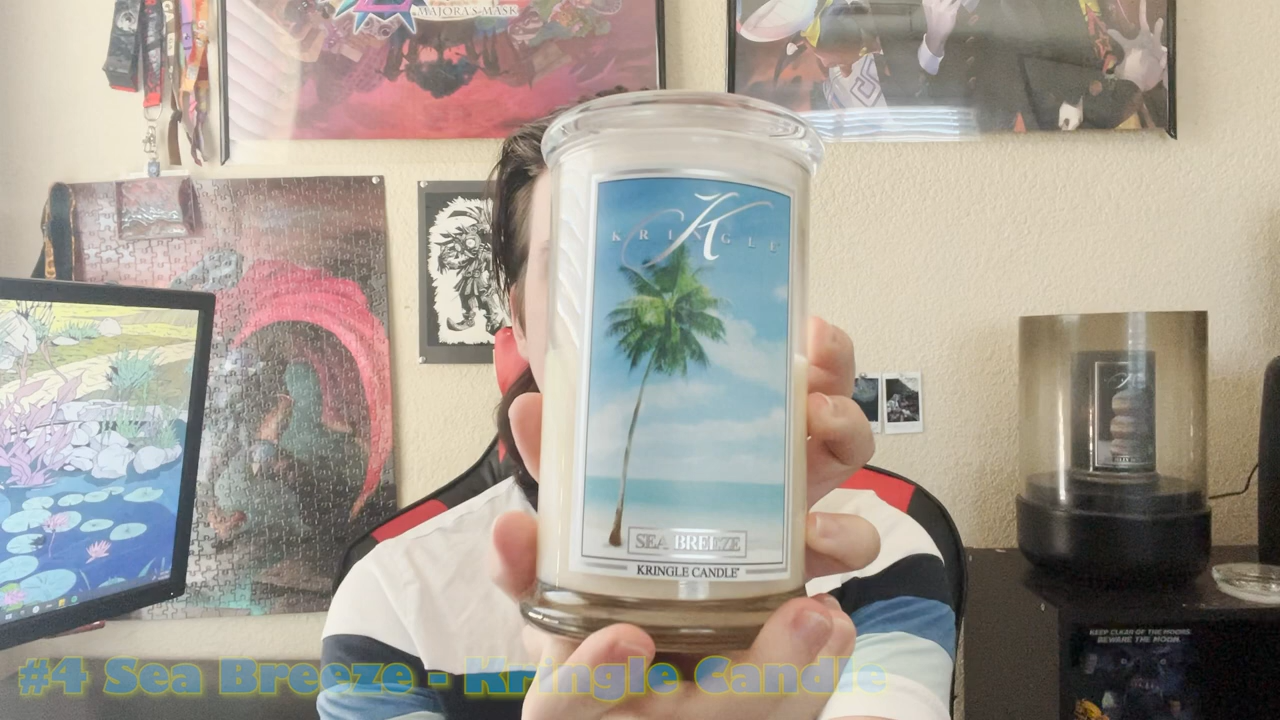 MAJORA'S MASK
K
KRINGLE
SEA BREEZE
KRINGLE CANDLE
KEEP CLEAR OF THE MOORS
BEWARE THE MOON.
#4 Sea Breeze - Kringle Candle